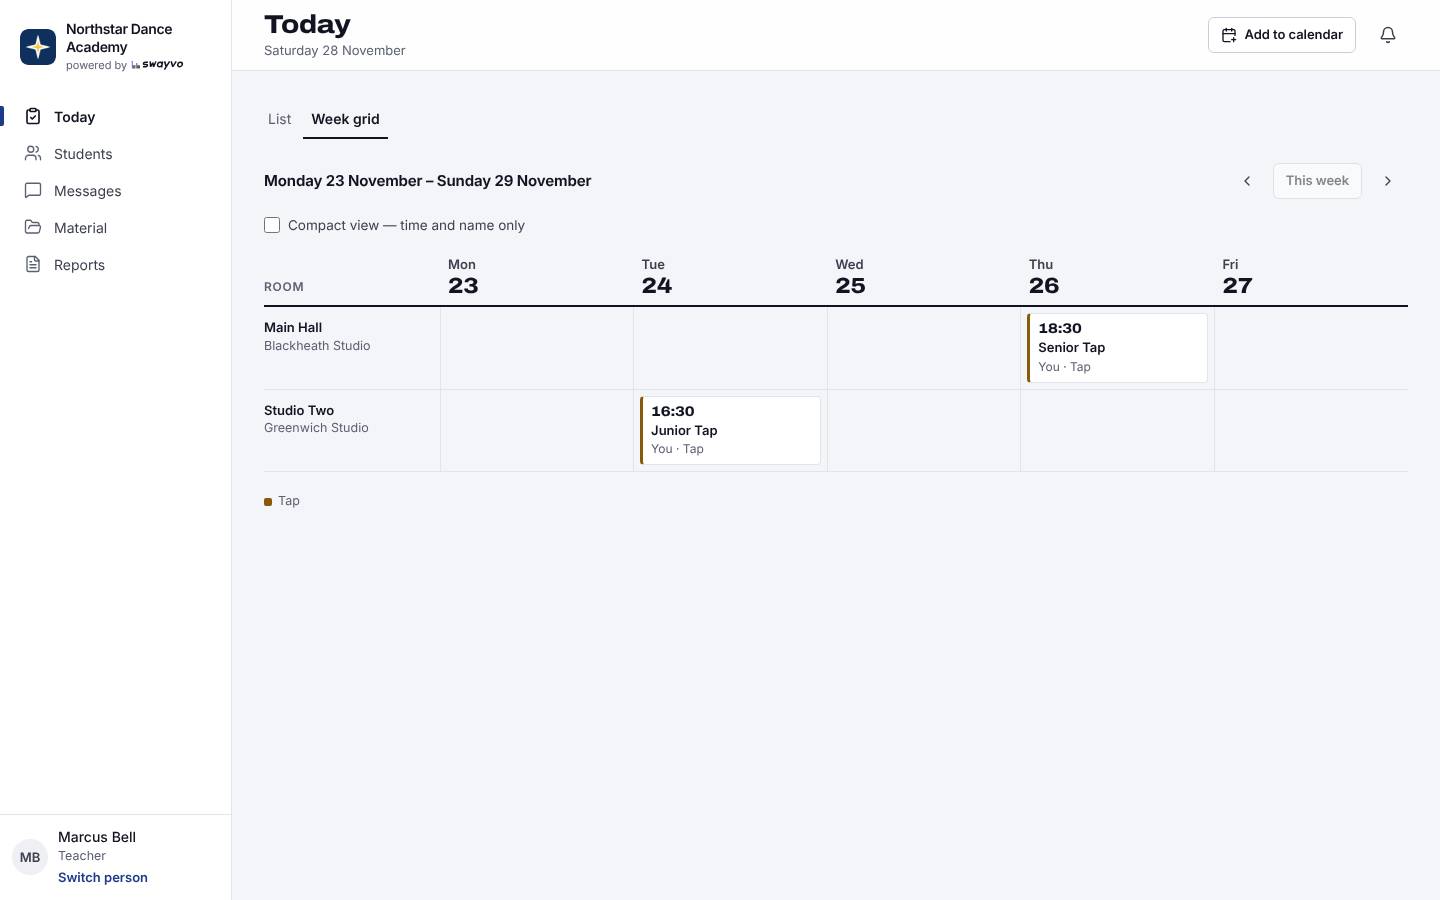 Northstar Dance
Academy
powered by swayvo
Today
Students
Messages
Material
Reports
Marcus Bell
MB
Teacher
Switch person
Today
Saturday 28 November
Add to calendar
List
Week grid
Monday 23 November – Sunday 29 November
This week
Compact view — time and name only
ROOM
Mon
23
Tue
24
Wed
25
Thu
26
Fri
27
Main Hall
Blackheath Studio
18:30
Senior Tap
You · Tap
Studio Two
Greenwich Studio
16:30
Junior Tap
You · Tap
Tap